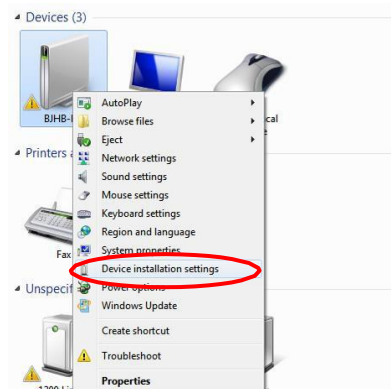 Devices (3)
AutoPlay
BJHB-
Browse files
cal
Eject
Printers
Network settings
Sound settings
Mouse settings
Keyboard settings
Region and language
Fax
System properties
Device installation settings
Unspecif
Power options
Windows Update
Create shortcut
Troubleshoot
Properties